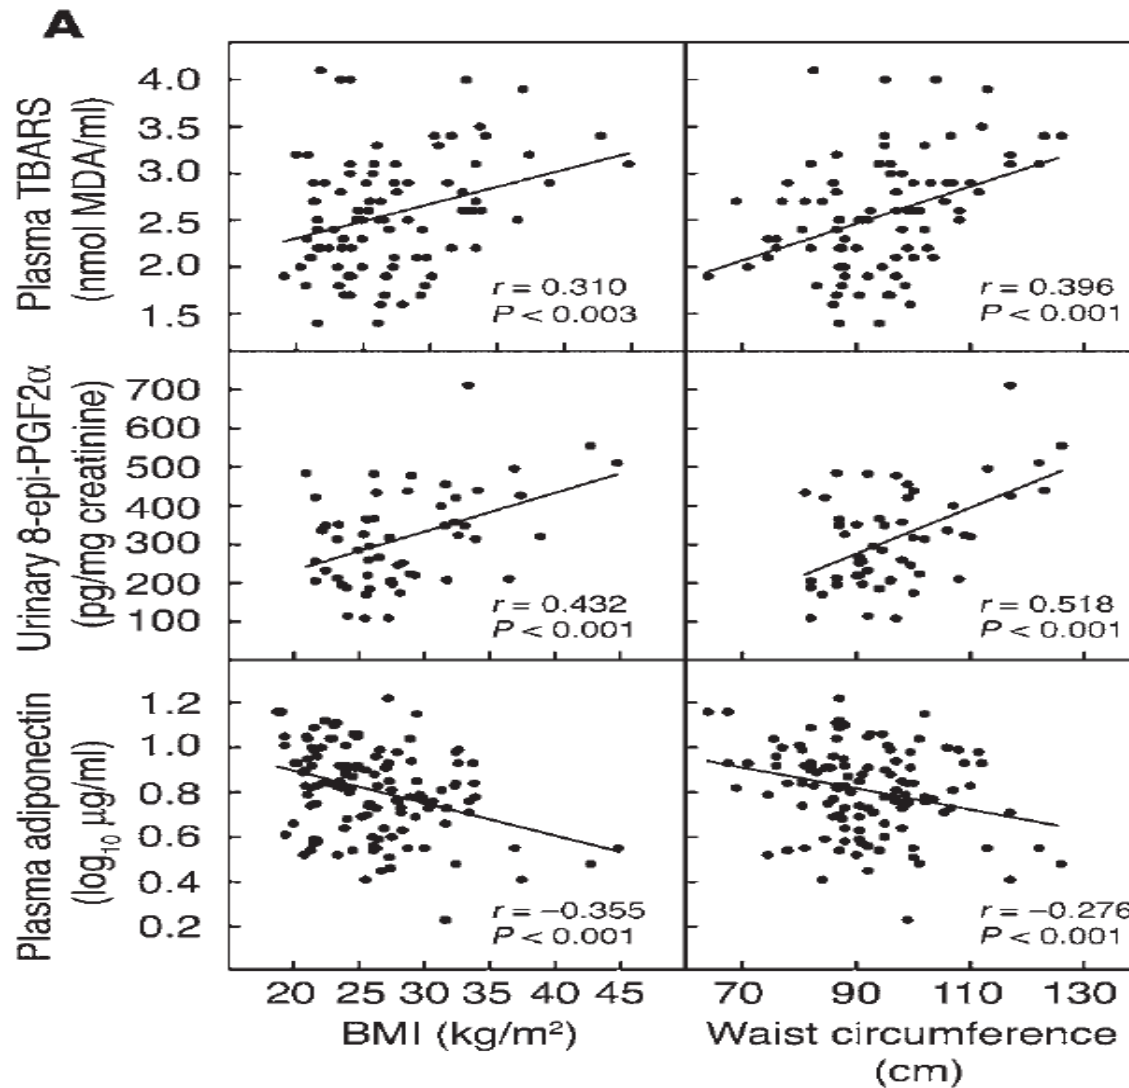 A
Plasma TBARS
(nmol MDA/ml)
4.0
3.5
3.0
2.5
2.0
1.5
r = 0.310
P < 0.003
r = 0.396
P < 0.001
Urinary 8-epi-PGF2α
(pg/mg creatinine)
700
600
500
400
300
200
100
r = 0.432
P < 0.001
r = 0.518
P < 0.001
Plasma adiponectin
(log₁₀ µg/ml)
1.2
1.0
0.8
0.6
0.4
0.2
r = −0.355
P < 0.001
r = −0.276
P < 0.001
20 25 30 35 40 45
BMI (kg/m²)
70 90 110 130
Waist circumference
(cm)